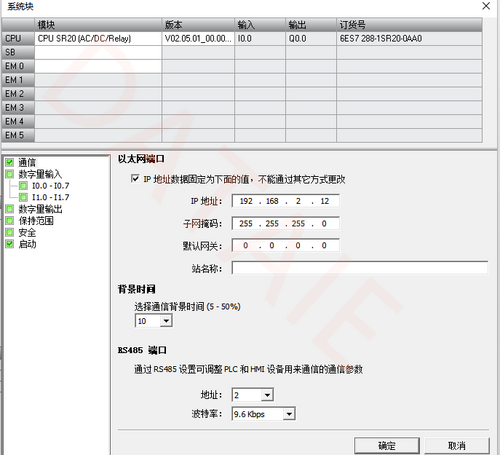 系统块
模块 版本 输入 输出 订货号
CPU CPU SR20 (AC/DC/Relay) V02.05.01_00.00... I0.0 Q0.0 6ES7 288-1SR20-0AA0
SB
EM 0
EM 1
EM 2
EM 3
EM 4
EM 5
通信
数字量输入
I0.0 - I0.7
I1.0 - I1.7
数字量输出
保持范围
安全
启动
以太网端口
IP 地址数据固定为下面的值，不能通过其它方式更改
IP 地址: 192 . 168 . 2 . 12
子网掩码: 255 . 255 . 255 . 0
默认网关: 0 . 0 . 0 . 0
站名称:
背景时间
选择通信背景时间 (5 - 50%)
10
RS485 端口
通过 RS485 设置可调整 PLC 和 HMI 设备用来通信的通信参数
地址: 2
波特率: 9.6 Kbps
确定 取消
DATAIE